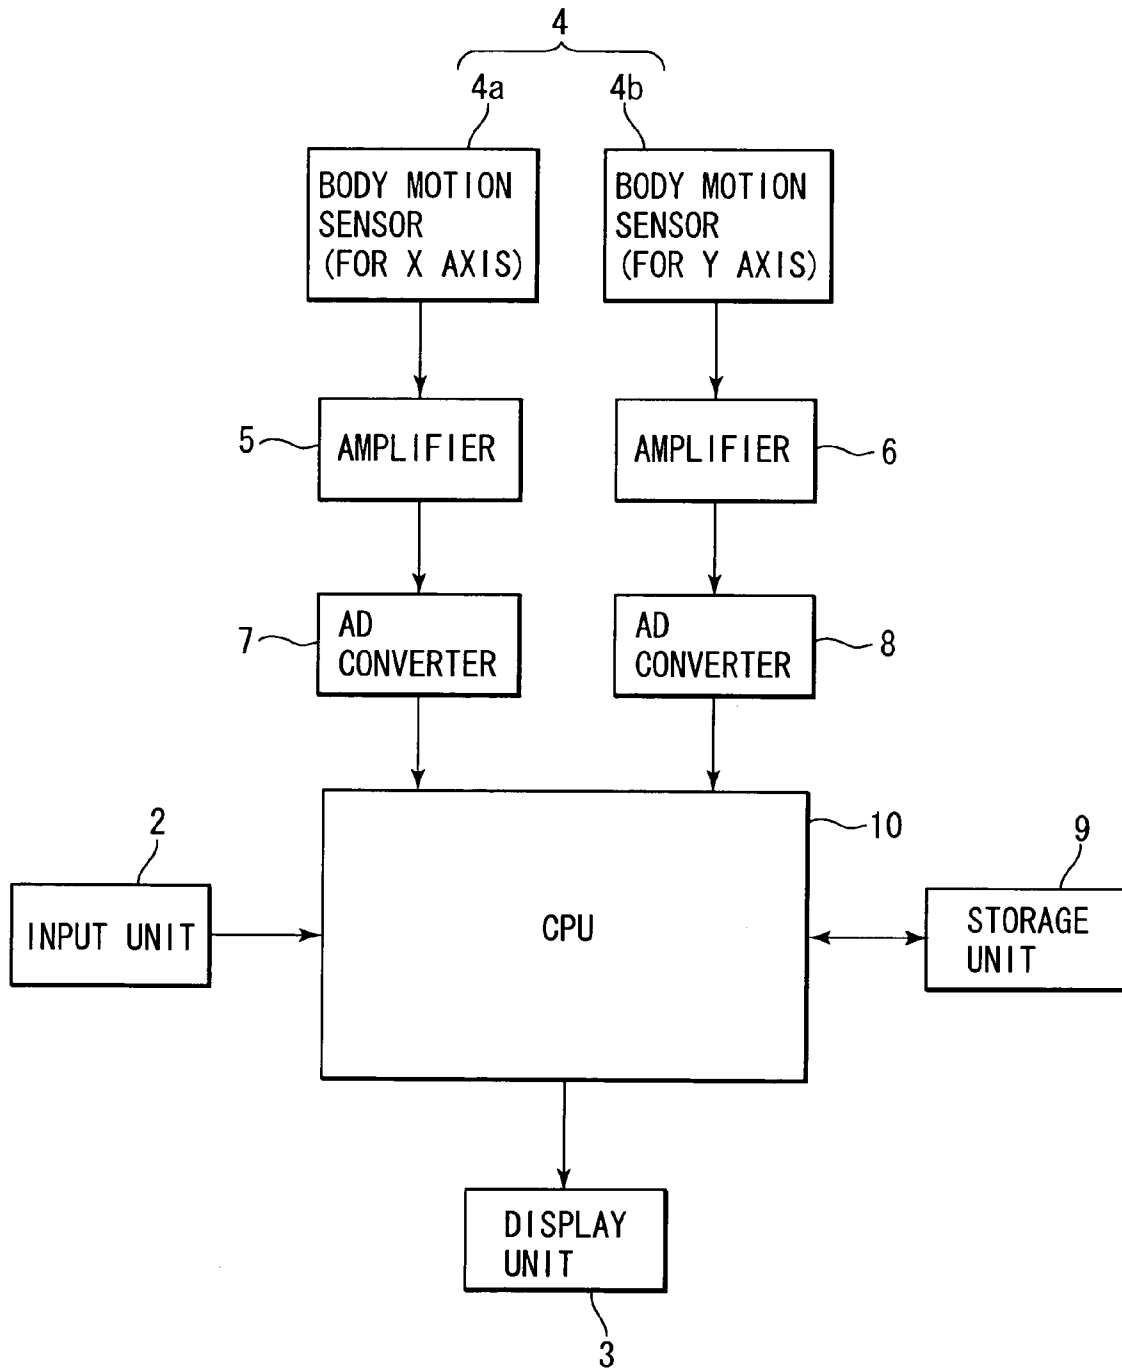 4
4a
4b
BODY MOTION
SENSOR
(FOR X AXIS)
BODY MOTION
SENSOR
(FOR Y AXIS)
5
AMPLIFIER
AMPLIFIER
6
7
AD
CONVERTER
AD
CONVERTER
8
2
INPUT UNIT
CPU
10
9
STORAGE
UNIT
DISPLAY
UNIT
3